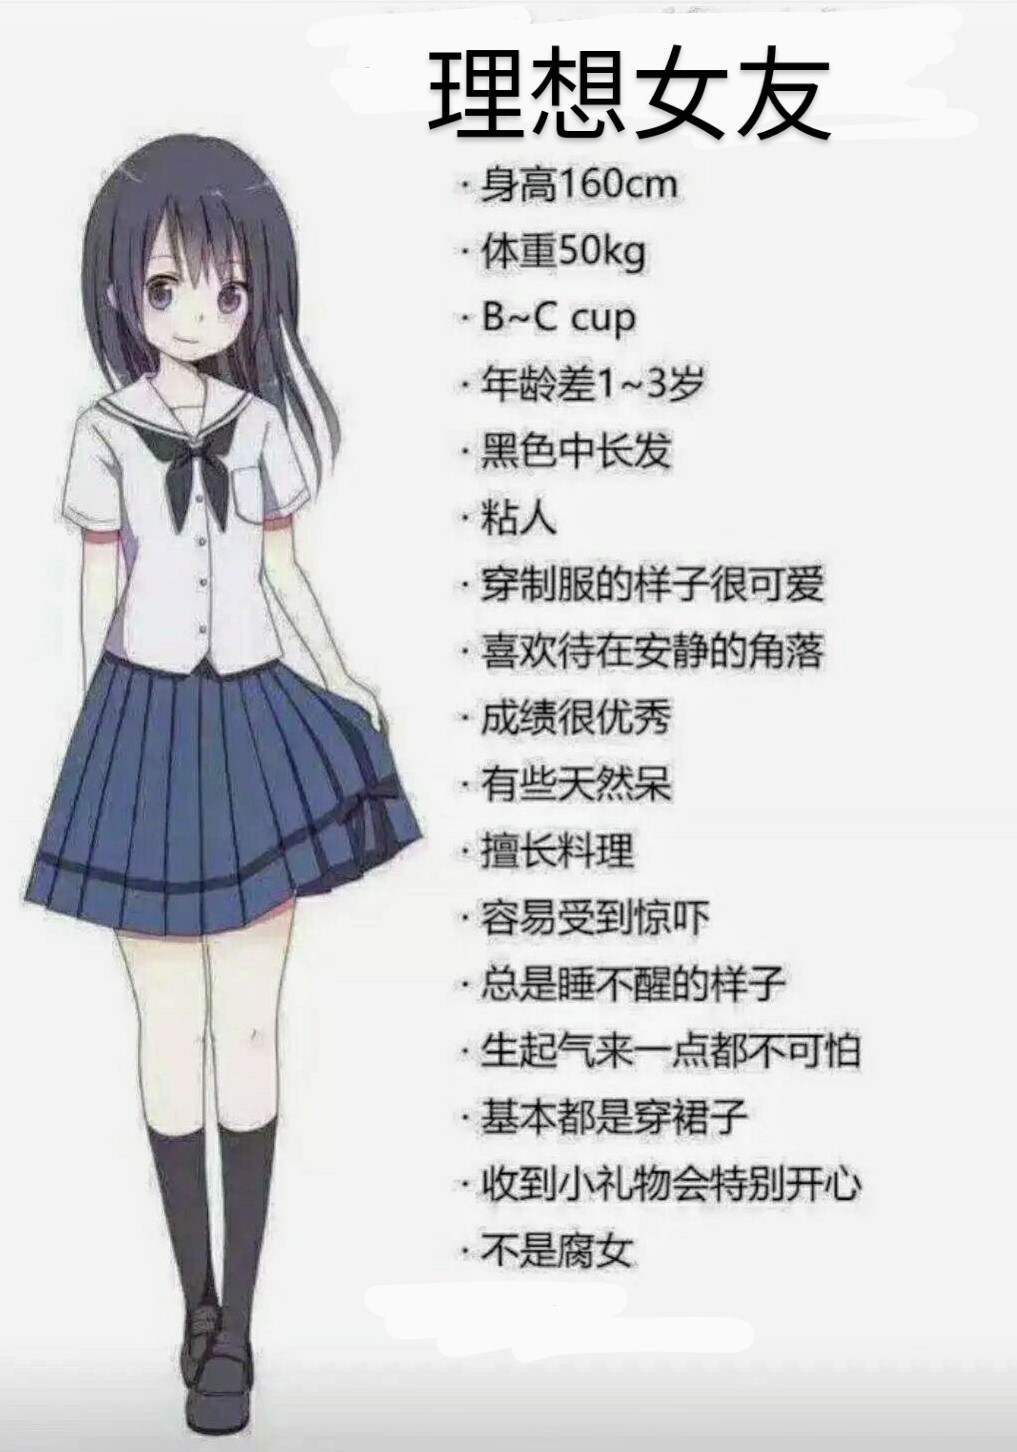 理想女友
· 身高160cm
· 体重50kg
· B~C cup
· 年龄差1~3岁
· 黑色中长发
· 粘人
· 穿制服的样子很可爱
· 喜欢待在安静的角落
· 成绩很优秀
· 有些天然呆
· 擅长料理
· 容易受到惊吓
· 总是睡不醒的样子
· 生起气来一点都不可怕
· 基本都是穿裙子
· 收到小礼物会特别开心
· 不是腐女